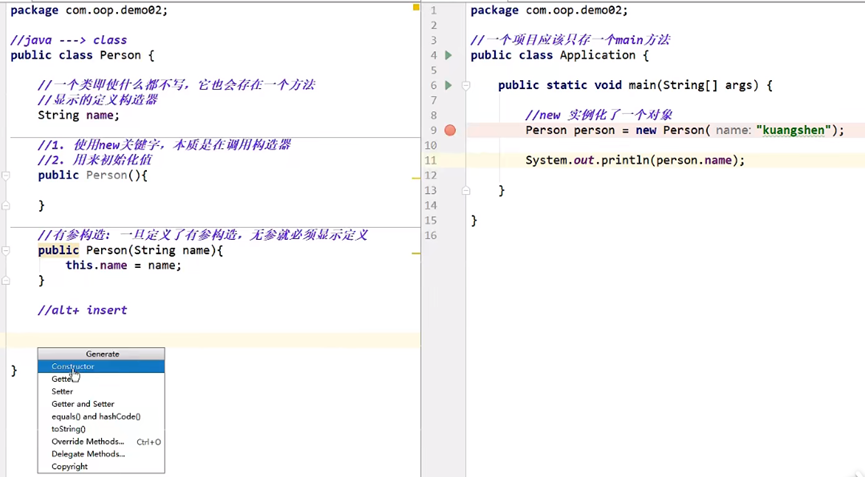 package com.oop.demo02;
//java ---> class
public class Person {
//一个类即使什么都不写，它也会存在一个方法
//显示的定义构造器
String name;
//1. 使用new关键字，本质是在调用构造器
//2. 用来初始化值
public Person(){
}
//有参构造：一旦定义了有参构造，无参就必须显示定义
public Person(String name){
this.name = name;
}
//alt+ insert
}
Generate
Constructor
Getter
Setter
Getter and Setter
equals() and hashCode()
toString()
Override Methods... Ctrl+O
Delegate Methods...
Copyright
1 package com.oop.demo02;
2
3 //一个项目应该只存一个main方法
4 public class Application {
5
6 public static void main(String[] args) {
7
8 //new 实例化了一个对象
9 Person person = new Person( name: "kuangshen");
10
11 System.out.println(person.name);
12
13 }
14
15 }
16